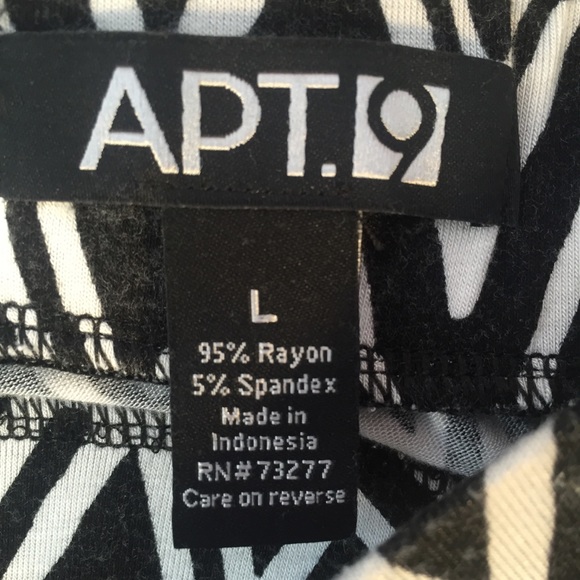 APT.9
L
95% Rayon
5% Spandex
Made in
Indonesia
RN#73277
Care on reverse